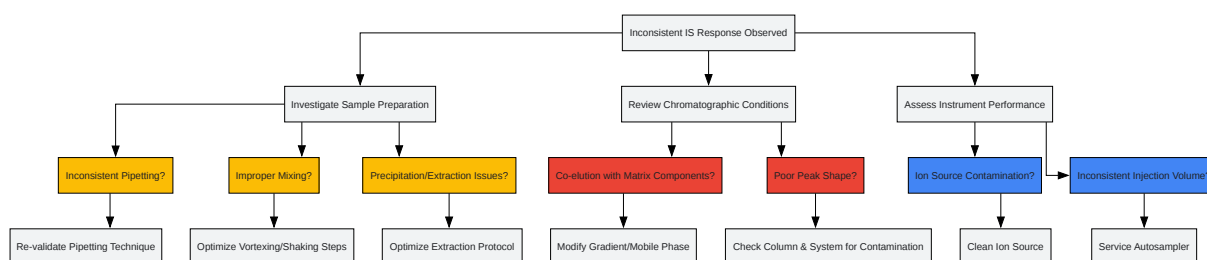 Inconsistent IS Response Observed
Investigate Sample Preparation
Review Chromatographic Conditions
Assess Instrument Performance
Inconsistent Pipetting?
Improper Mixing?
Precipitation/Extraction Issues?
Co-elution with Matrix Components?
Poor Peak Shape?
Ion Source Contamination?
Inconsistent Injection Volume?
Re-validate Pipetting Technique
Optimize Vortexing/Shaking Steps
Optimize Extraction Protocol
Modify Gradient/Mobile Phase
Check Column & System for Contamination
Clean Ion Source
Service Autosampler